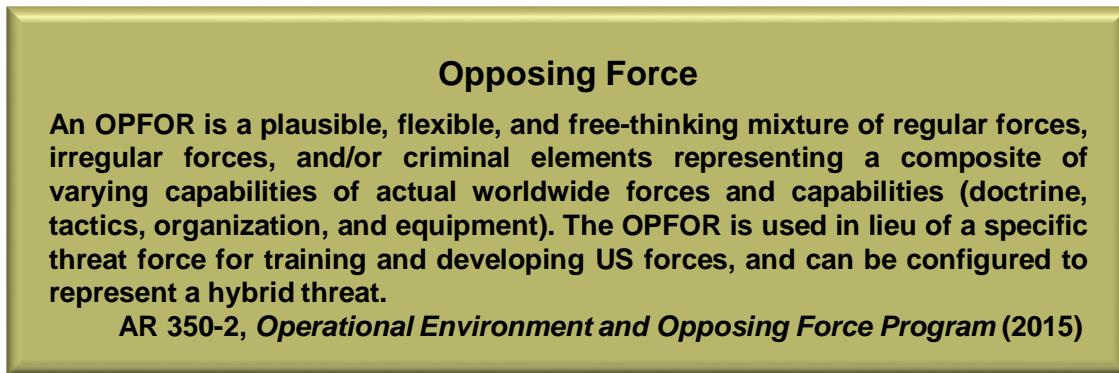 Opposing Force
An OPFOR is a plausible, flexible, and free-thinking mixture of regular forces,
irregular forces, and/or criminal elements representing a composite of
varying capabilities of actual worldwide forces and capabilities (doctrine,
tactics, organization, and equipment). The OPFOR is used in lieu of a specific
threat force for training and developing US forces, and can be configured to
represent a hybrid threat.
AR 350-2, Operational Environment and Opposing Force Program (2015)